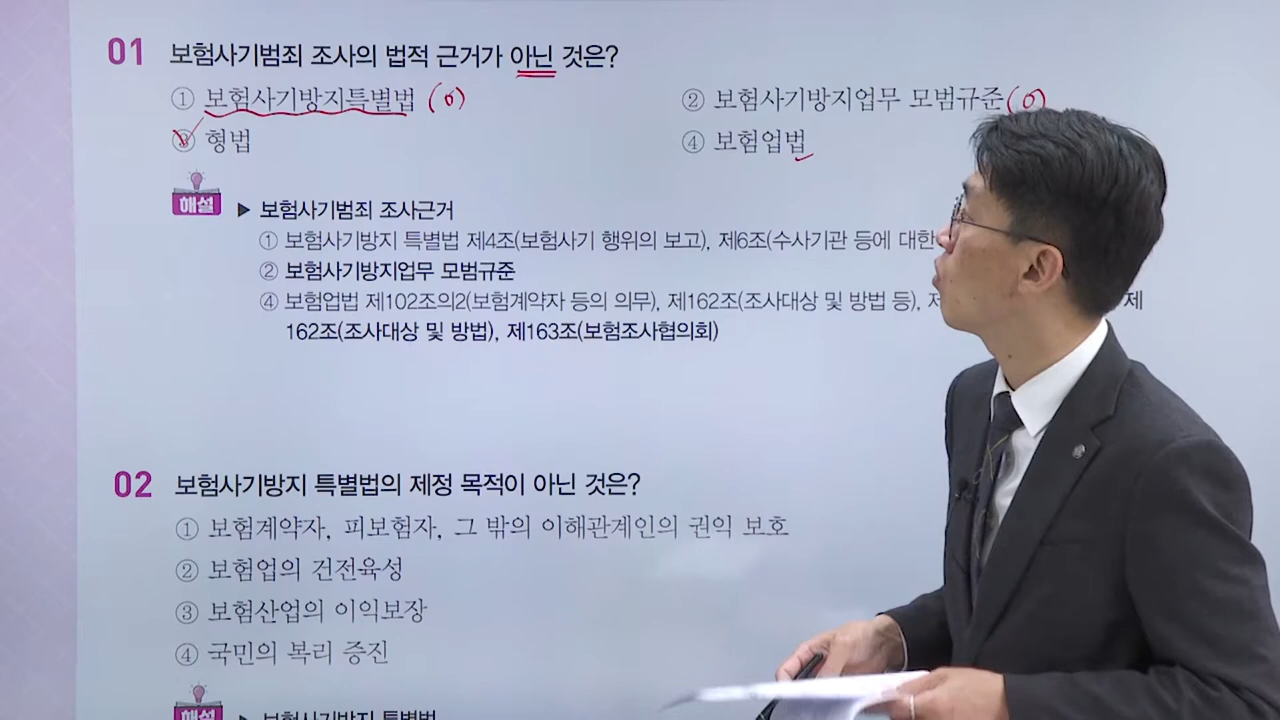 01 보험사기범죄 조사의 법적 근거가 아닌 것은?
① 보험사기방지특별법 (o) ② 보험사기방지업무 모범규준 (o)
③ 형법 ④ 보험업법
해설 ▶ 보험사기범죄 조사근거
① 보험사기방지 특별법 제4조(보험사기 행위의 보고), 제6조(수사기관 등에 대한
② 보험사기방지업무 모범규준
④ 보험업법 제102조의2(보험계약자 등의 의무), 제162조(조사대상 및 방법 등), 제
162조(조사대상 및 방법), 제163조(보험조사협의회)
02 보험사기방지 특별법의 제정 목적이 아닌 것은?
① 보험계약자, 피보험자, 그 밖의 이해관계인의 권익 보호
② 보험업의 건전육성
③ 보험산업의 이익보장
④ 국민의 복리 증진
해설 ▶ 보험사기방지 특별법